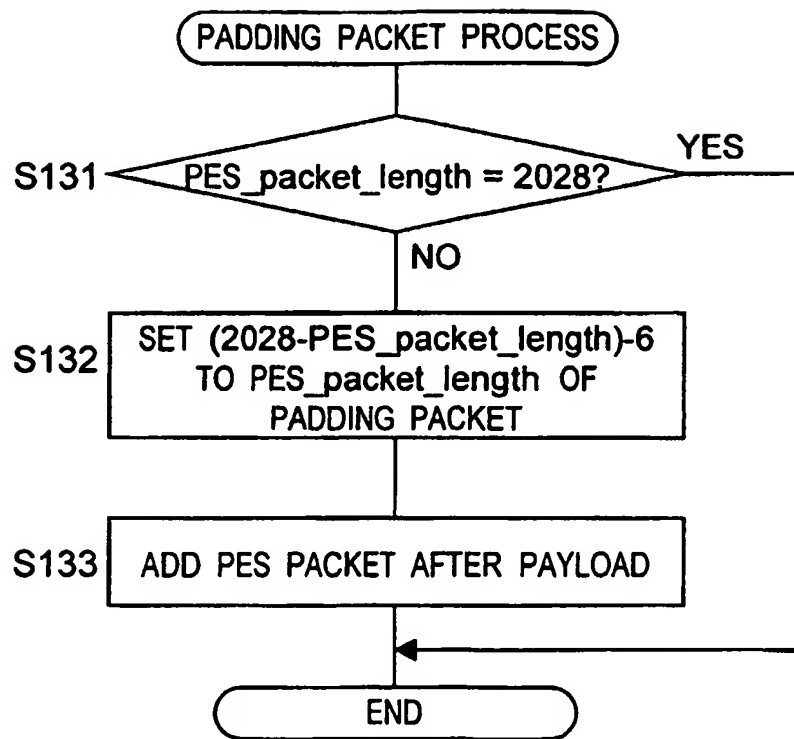 PADDING PACKET PROCESS
S131
PES_packet_length = 2028?
YES
NO
S132
SET (2028-PES_packet_length)-6
TO PES_packet_length OF
PADDING PACKET
S133
ADD PES PACKET AFTER PAYLOAD
END